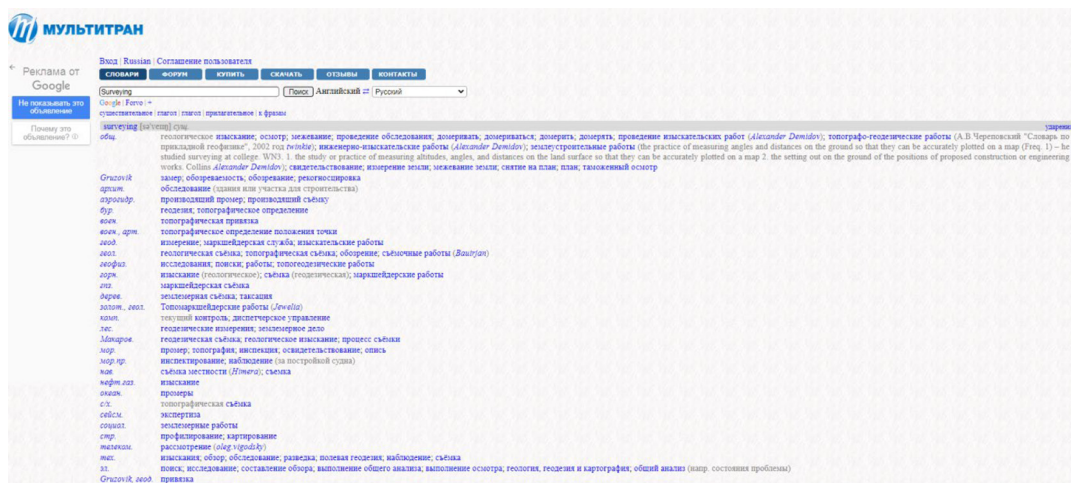 МУЛЬТИТРАН
Вход | Russian | Соглашение пользователя
Реклама от Google
СЛОВАРИ ФОРУМ КУПИТЬ СКАЧАТЬ ОТЗЫВЫ КОНТАКТЫ
Surveying Поиск Английский ⇄ Русский
Не показывать это объявление
Google | Forvo | +
существительное | глагол | глагол | прилагательное | к фразам
Почему это объявление?
surveying [sə'veɪɪŋ] сущ. ударения
общ. геологическое изыскание; осмотр; межевание; проведение обследования; домеривать; домериваться; домерить; домерять; проведение изыскательских работ (Alexander Demidov); топографо-геодезические работы (А.В.Череповский "Словарь по
прикладной геофизике", 2002 год twinkie); инженерно-изыскательские работы (Alexander Demidov); землеустроительные работы (the practice of measuring angles and distances on the ground so that they can be accurately plotted on a map (Freq. 1) – he
studied surveying at college. WN3. 1. the study or practice of measuring altitudes, angles, and distances on the land surface so that they can be accurately plotted on a map 2. the setting out on the ground of the positions of proposed construction or engineering
works. Collins Alexander Demidov); свидетельствование; измерение земли; межевание земли; снятие на план; план; таможенный осмотр
Gruzovik замер; обозреваемость; обозревание; рекогносцировка
архит. обследование (здания или участка для строительства)
аэрогидр. производящий промер; производящий съёмку
бур. геодезия; топографическое определение
воен. топографическая привязка
воен., арт. топографическое определение положения точки
геод. измерение; маркшейдерская служба; изыскательские работы
геол. геологическая съёмка; топографическая съемка; обозрение; съёмочные работы (Bauirjan)
геофиз. исследования; поиски; работы; топогеодезические работы
горн. изыскание (геологическое); съёмка (геодезическая); маркшейдерские работы
гпз. маркшейдерская съёмка
дерев. землемерная съёмка; таксация
золот., геол. Топомаркшейдерские работы (Jewelia)
комп. текущий контроль; диспетчерское управление
лес. геодезические измерения; землемерное дело
Макаров. геодезическая съёмка; геологическое изыскание; процесс съёмки
мор. промер; топография; инспекция; освидетельствование; опись
мор.пр. инспектирование; наблюдение (за постройкой судна)
нав. съёмка местности (Himera); съемка
нефт.газ. изыскание
океан. промеры
с/х. топографическая съёмка
сейсм. экспертиза
социол. землемерные работы
стр. профилирование; картирование
телеком. рассмотрение (oleg.vigodsky)
тех. изыскания; обзор; обследование; разведка; полевая геодезия; наблюдение; съёмка
эл. поиск; исследование; составление обзора; выполнение общего анализа; выполнение осмотра; геология, геодезия и картография; общий анализ (напр. состояния проблемы)
Gruzovik, геод. привязка